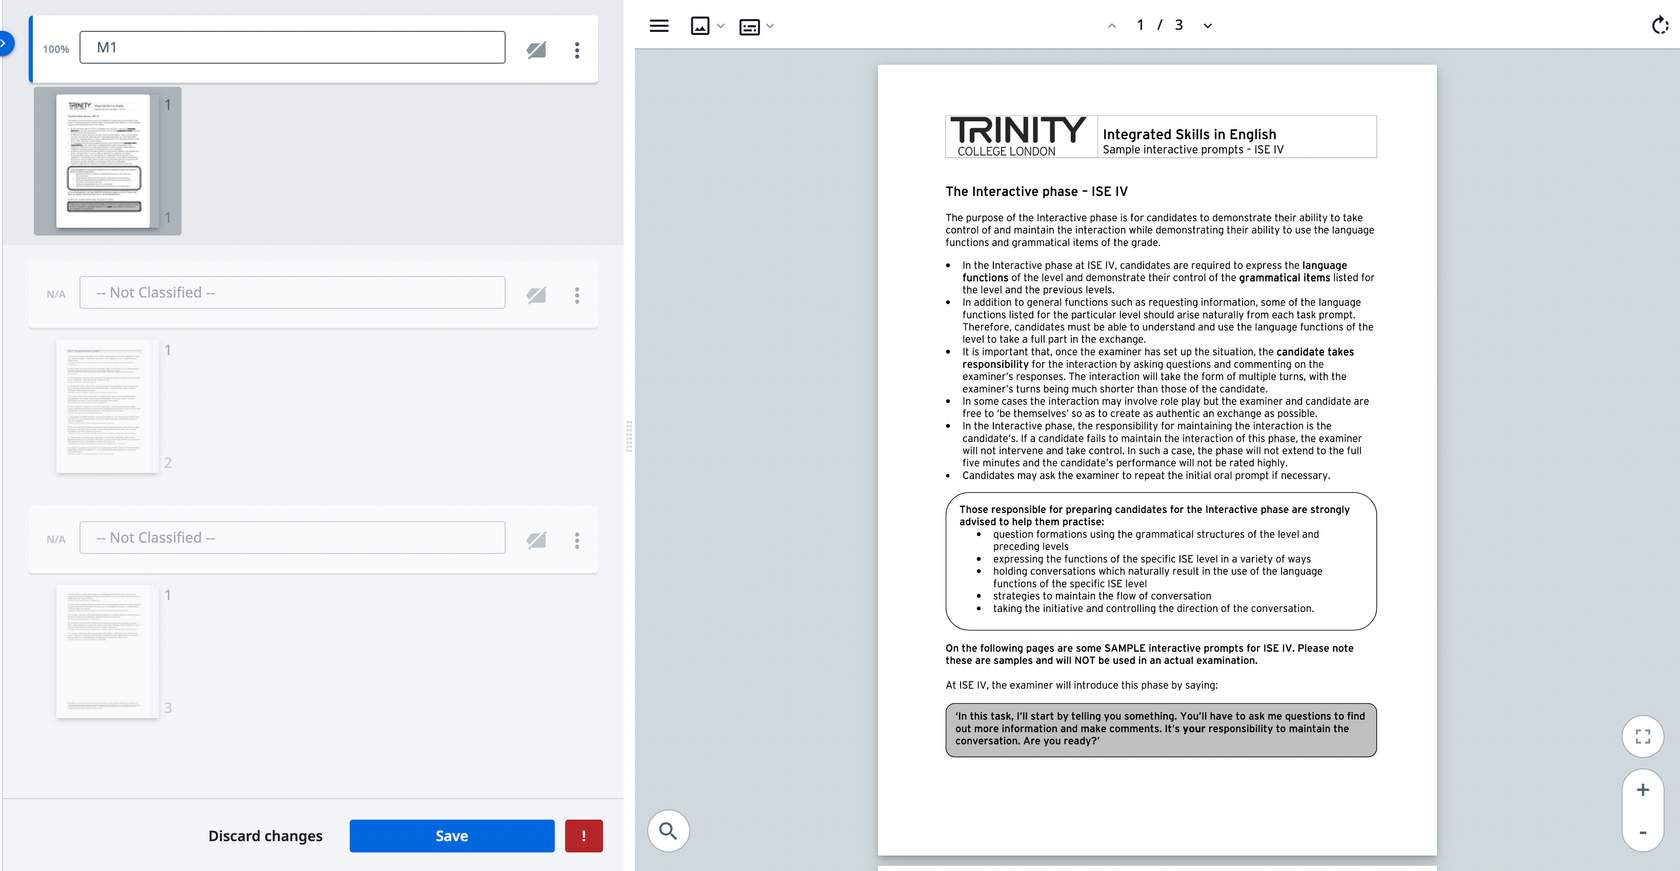 100%
M1
1
1
N/A
-- Not Classified --
1
2
N/A
-- Not Classified --
1
3
Discard changes
Save
!
1 / 3
TRINITY
COLLEGE LONDON
Integrated Skills in English
Sample interactive prompts – ISE IV
The Interactive phase – ISE IV
The purpose of the Interactive phase is for candidates to demonstrate their ability to take
control of and maintain the interaction while demonstrating their ability to use the language
functions and grammatical items of the grade.
• In the Interactive phase at ISE IV, candidates are required to express the language
functions of the level and demonstrate their control of the grammatical items listed for
the level and the previous levels.
• In addition to general functions such as requesting information, some of the language
functions listed for the particular level should arise naturally from each task prompt.
Therefore, candidates must be able to understand and use the language functions of the
level to take a full part in the exchange.
• It is important that, once the examiner has set up the situation, the candidate takes
responsibility for the interaction by asking questions and commenting on the
examiner's responses. The interaction will take the form of multiple turns, with the
examiner's turns being much shorter than those of the candidate.
• In some cases the interaction may involve role play but the examiner and candidate are
free to 'be themselves' so as to create as authentic an exchange as possible.
• In the Interactive phase, the responsibility for maintaining the interaction is the
candidate's. If a candidate fails to maintain the interaction of this phase, the examiner
will not intervene and take control. In such a case, the phase will not extend to the full
five minutes and the candidate's performance will not be rated highly.
• Candidates may ask the examiner to repeat the initial oral prompt if necessary.
Those responsible for preparing candidates for the Interactive phase are strongly
advised to help them practise:
• question formations using the grammatical structures of the level and
preceding levels
• expressing the functions of the specific ISE level in a variety of ways
• holding conversations which naturally result in the use of the language
functions of the specific ISE level
• strategies to maintain the flow of conversation
• taking the initiative and controlling the direction of the conversation.
On the following pages are some SAMPLE interactive prompts for ISE IV. Please note
these are samples and will NOT be used in an actual examination.
At ISE IV, the examiner will introduce this phase by saying:
'In this task, I'll start by telling you something. You'll have to ask me questions to find
out more information and make comments. It's your responsibility to maintain the
conversation. Are you ready?'
+
-